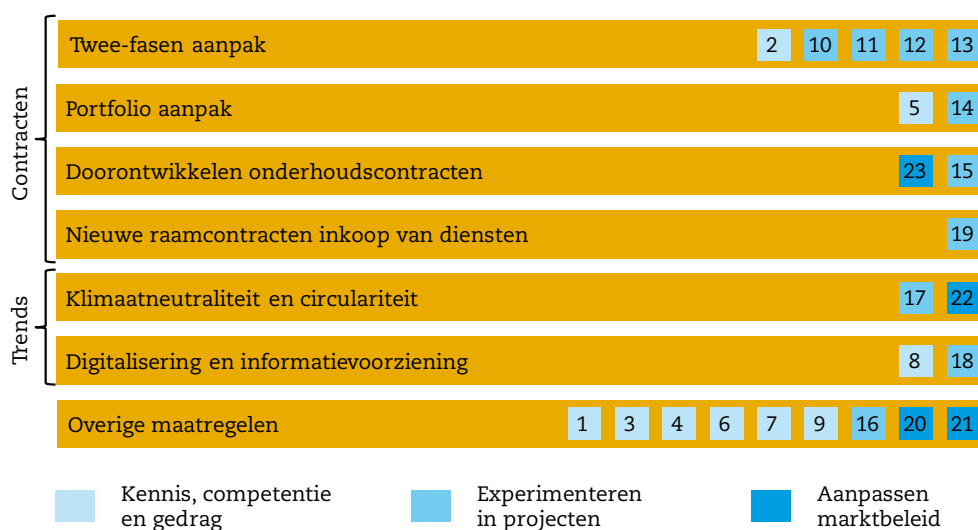 Contracten
Twee-fasen aanpak 2 10 11 12 13
Portfolio aanpak 5 14
Doorontwikkelen onderhoudscontracten 23 15
Nieuwe raamcontracten inkoop van diensten 19
Trends
Klimaatneutraliteit en circulariteit 17 22
Digitalisering en informatievoorziening 8 18
Overige maatregelen 1 3 4 6 7 9 16 20 21
Kennis, competentie
en gedrag
Experimenteren
in projecten
Aanpassen
marktbeleid